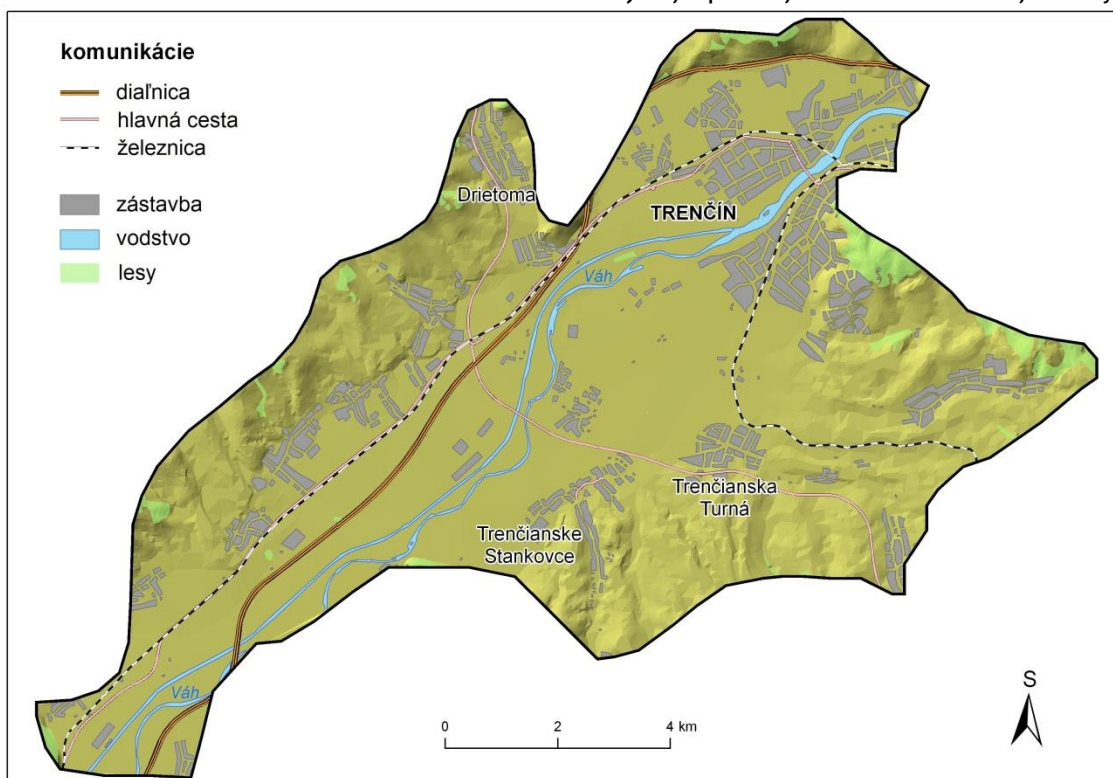 komunikácie
diaľnica
hlavná cesta
železnica
zástavba
vodstvo
lesy
Drietoma
TRENČÍN
Váh
Trenčianska
Turná
Trenčianske
Stankovce
Váh
0 2 4 km
S